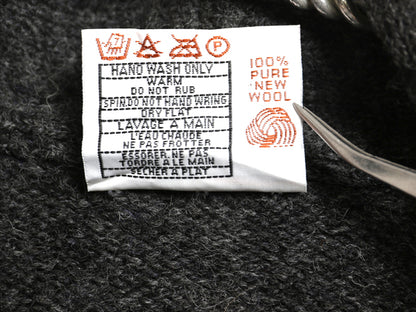 HAND WASH ONLY
WARM
DO NOT RUB
SPIN.DO NOT HAND WRING
DRY FLAT
LAVAGE A MAIN
L'EAU CHAUDE
NE PAS FROTTER
ESSORER NE PAS
TORDRE A LE MAIN
SECHER A PLAT
P
100%
PURE
NEW
WOOL